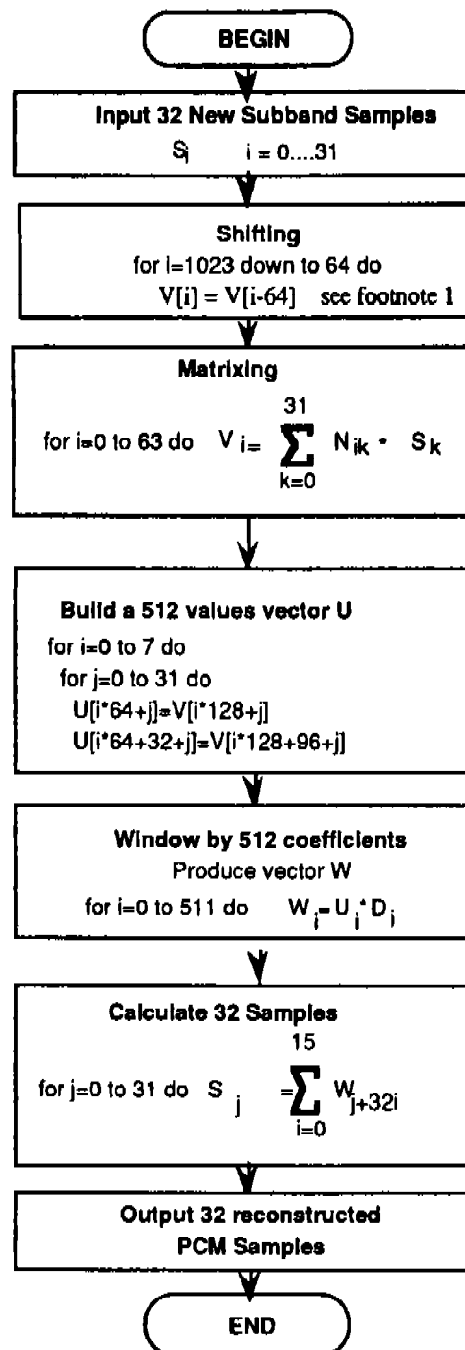 BEGIN
Input 32 New Subband Samples
Si i = 0....31
Shifting
for i=1023 down to 64 do
V[i] = V[i-64] see footnote 1
Matrixing
31
for i=0 to 63 do Vi= Σ Nik * Sk
k=0
Build a 512 values vector U
for i=0 to 7 do
for j=0 to 31 do
U[i*64+j]=V[i*128+j]
U[i*64+32+j]=V[i*128+96+j]
Window by 512 coefficients
Produce vector W
for i=0 to 511 do Wi=Ui*Di
Calculate 32 Samples
15
for j=0 to 31 do Sj =Σ Wj+32i
i=0
Output 32 reconstructed
PCM Samples
END